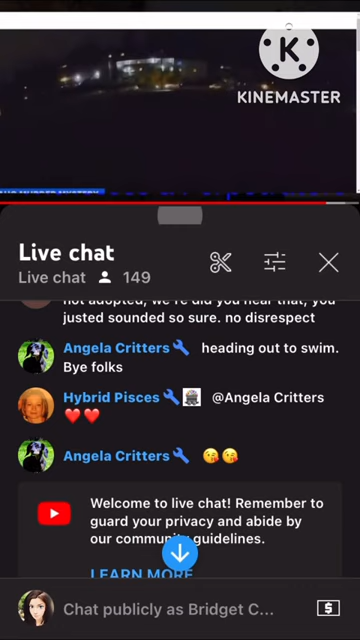 K
KINEMASTER
Live chat
Live chat 149
not adopted, we're did you hear that, you
justed sounded so sure. no disrespect
Angela Critters heading out to swim.
Bye folks
Hybrid Pisces @Angela Critters
Angela Critters
Welcome to live chat! Remember to
guard your privacy and abide by
our community guidelines.
LEARN MORE
Chat publicly as Bridget C...
$